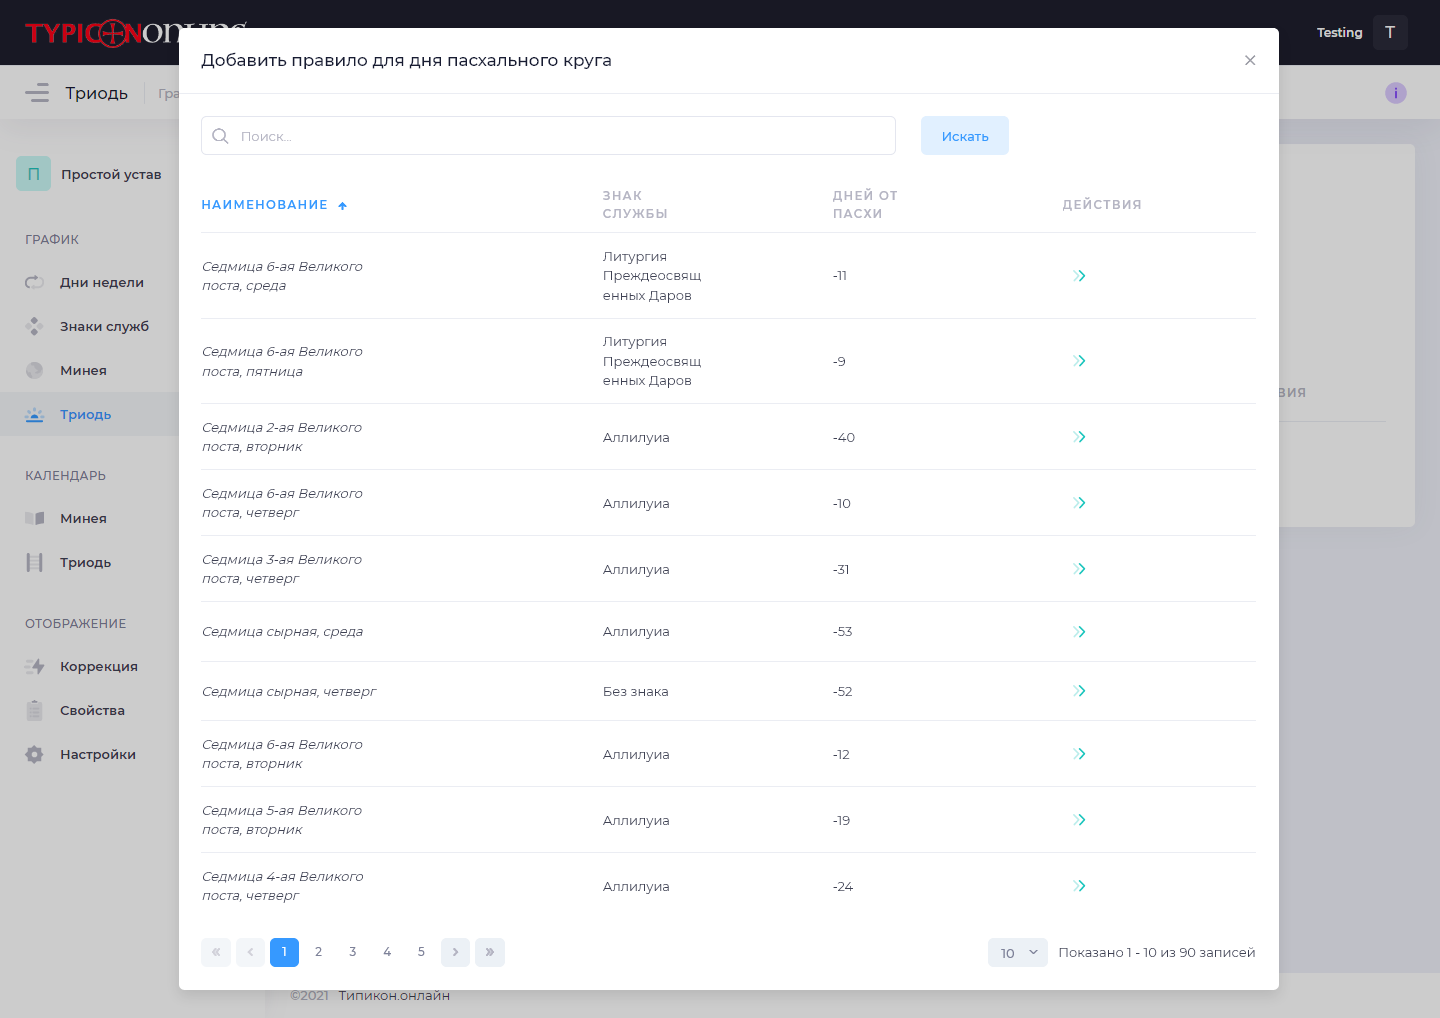 TYPICON
Testing
T
Добавить правило для дня пасхального круга
Триодь
i
Поиск...
Искать
П
Простой устав
НАИМЕНОВАНИЕ
ЗНАК
СЛУЖБЫ
ДНЕЙ ОТ
ПАСХИ
ДЕЙСТВИЯ
ГРАФИК
Дни недели
Знаки служб
Минея
Триодь
КАЛЕНДАРЬ
Минея
Триодь
ОТОБРАЖЕНИЕ
Коррекция
Свойства
Настройки
Седмица 6-ая Великого
поста, среда
Литургия
Преждеосвящ
енных Даров
-11
Седмица 6-ая Великого
поста, пятница
Литургия
Преждеосвящ
енных Даров
-9
Седмица 2-ая Великого
поста, вторник
Аллилуиа
-40
Седмица 6-ая Великого
поста, четверг
Аллилуиа
-10
Седмица 3-ая Великого
поста, четверг
Аллилуиа
-31
Седмица сырная, среда
Аллилуиа
-53
Седмица сырная, четверг
Без знака
-52
Седмица 6-ая Великого
поста, вторник
Аллилуиа
-12
Седмица 5-ая Великого
поста, вторник
Аллилуиа
-19
Седмица 4-ая Великого
поста, четверг
Аллилуиа
-24
« ‹ 1 2 3 4 5 › »
10
Показано 1 - 10 из 90 записей
©2021 Типикон.онлайн